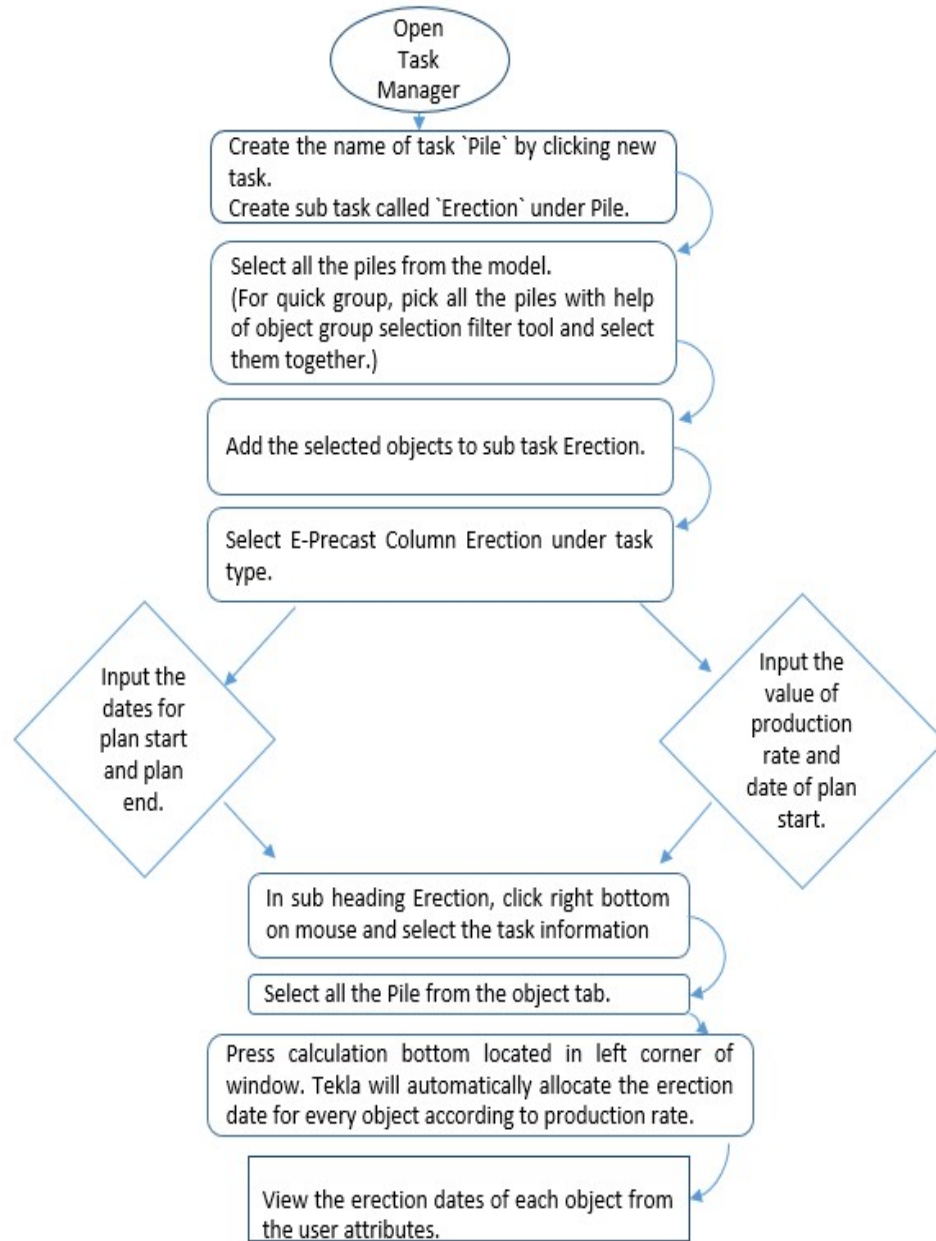 Open
Task
Manager
Create the name of task `Pile` by clicking new
task.
Create sub task called `Erection` under Pile.
Select all the piles from the model.
(For quick group, pick all the piles with help
of object group selection filter tool and select
them together.)
Add the selected objects to sub task Erection.
Select E-Precast Column Erection under task
type.
Input the
dates for
plan start
and plan
end.
Input the
value of
production
rate and
date of plan
start.
In sub heading Erection, click right bottom
on mouse and select the task information
Select all the Pile from the object tab.
Press calculation bottom located in left corner of
window. Tekla will automatically allocate the erection
date for every object according to production rate.
View the erection dates of each object from
the user attributes.